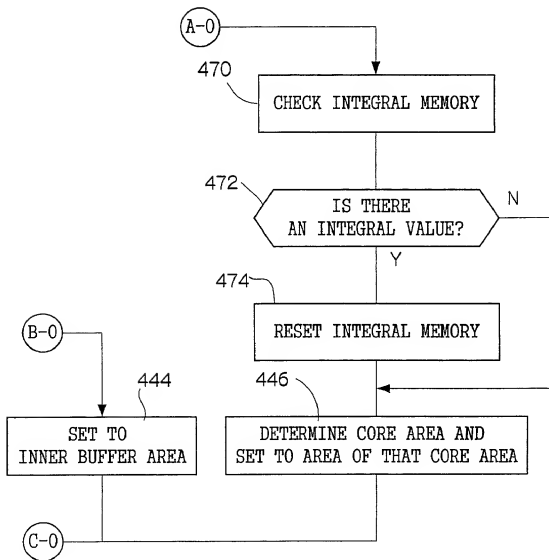 A-0
470
CHECK INTEGRAL MEMORY
472
IS THERE
AN INTEGRAL VALUE?
N
Y
474
RESET INTEGRAL MEMORY
B-0
444
SET TO
INNER BUFFER AREA
446
DETERMINE CORE AREA AND
SET TO AREA OF THAT CORE AREA
C-0